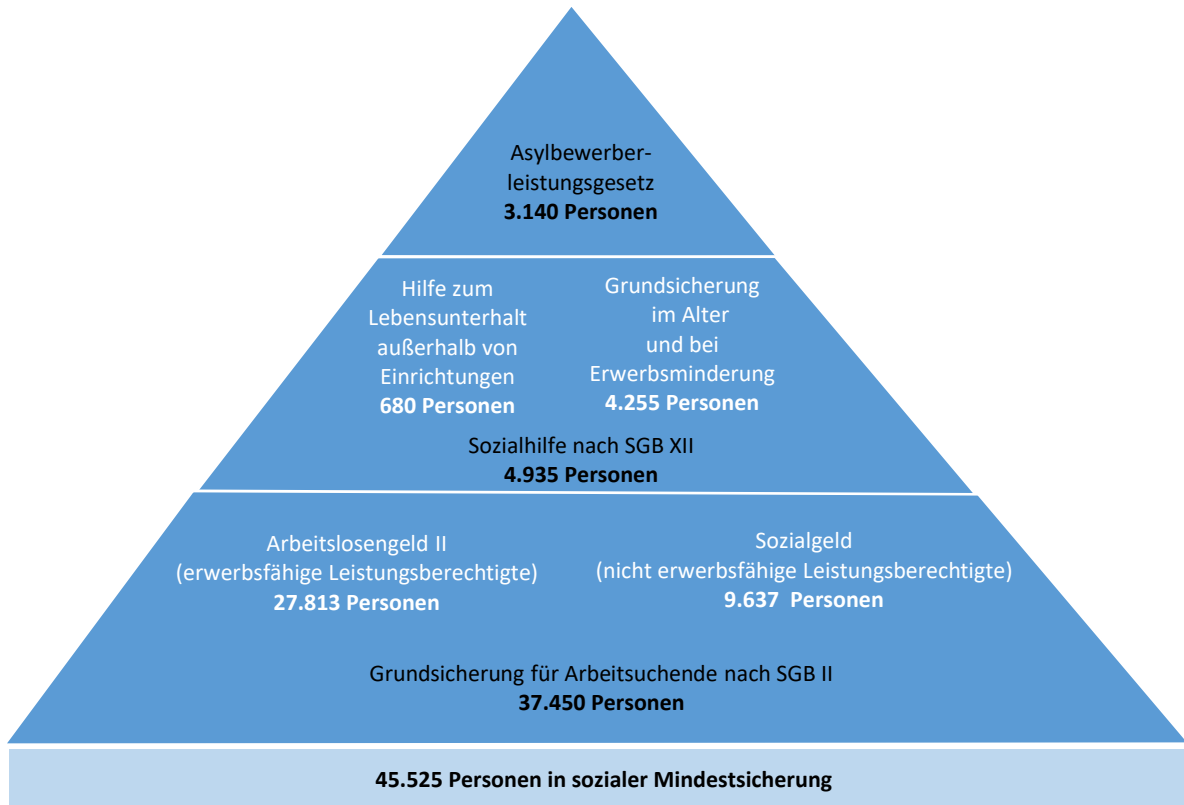 Asylbewerber-
leistungsgesetz
3.140 Personen
Hilfe zum
Lebensunterhalt
außerhalb von
Einrichtungen
680 Personen
Grundsicherung
im Alter
und bei
Erwerbsminderung
4.255 Personen
Sozialhilfe nach SGB XII
4.935 Personen
Arbeitslosengeld II
(erwerbsfähige Leistungsberechtigte)
27.813 Personen
Sozialgeld
(nicht erwerbsfähige Leistungsberechtigte)
9.637 Personen
Grundsicherung für Arbeitsuchende nach SGB II
37.450 Personen
45.525 Personen in sozialer Mindestsicherung